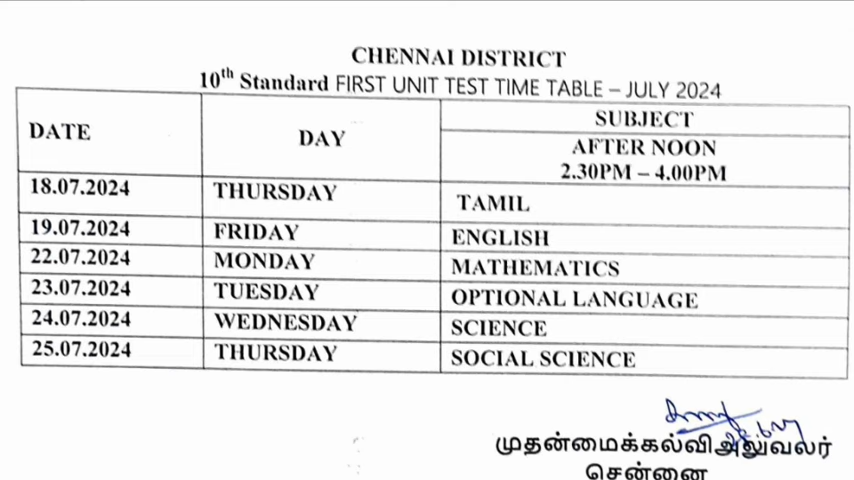 CHENNAI DISTRICT
10th Standard FIRST UNIT TEST TIME TABLE – JULY 2024
DATE DAY SUBJECT
AFTER NOON
2.30PM – 4.00PM
18.07.2024 THURSDAY TAMIL
19.07.2024 FRIDAY ENGLISH
22.07.2024 MONDAY MATHEMATICS
23.07.2024 TUESDAY OPTIONAL LANGUAGE
24.07.2024 WEDNESDAY SCIENCE
25.07.2024 THURSDAY SOCIAL SCIENCE
முதன்மைக்கல்விஅலுவலர்
சென்னை